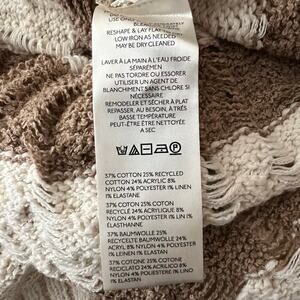 USE ONLY
RESHAPE & LAY FLAT
LOW IRON AS NEEDED
MAY BE DRY CLEANED
LAVER À LA MAIN À L'EAU FROIDE
SÉPARÉMEN
NE PAS TORDRE OU ESSORER
UTILISER UN AGENT DE
BLANCHIMENT SANS CHLORE SI
NÉCESSAIRE
REMODELER ET SÉCHER À PLAT
REPASSER, AU BESOIN, À TRÈS
BASSE TEMPÉRATURE
PEUT-ÊTRE ÊTRE NETTOYÉE
A SEC
37% COTTON 25% RECYCLED
COTTON 24% ACRYLIC 8%
NYLON 4% POLYESTER 1% LINEN
1% ELASTANE
37% COTON 25% COTON
RECYCLÉ 24% ACRYLIQUE 8%
NYLON 4% POLYESTER 1% LIN 1%
ÉLASTHANNE
37% BAUMWOLLE 25%
RECYCELTE BAUMWOLLE 24%
ACRYL 8% NYLON 4% POLYESTER
1% LEINEN 1% ELASTAN
37% COTONE 25% COTONE
RICICLATO 24% ACRILICO 8%
NYLON 4% POLIESTERE 1% LINO
1% ELASTAN